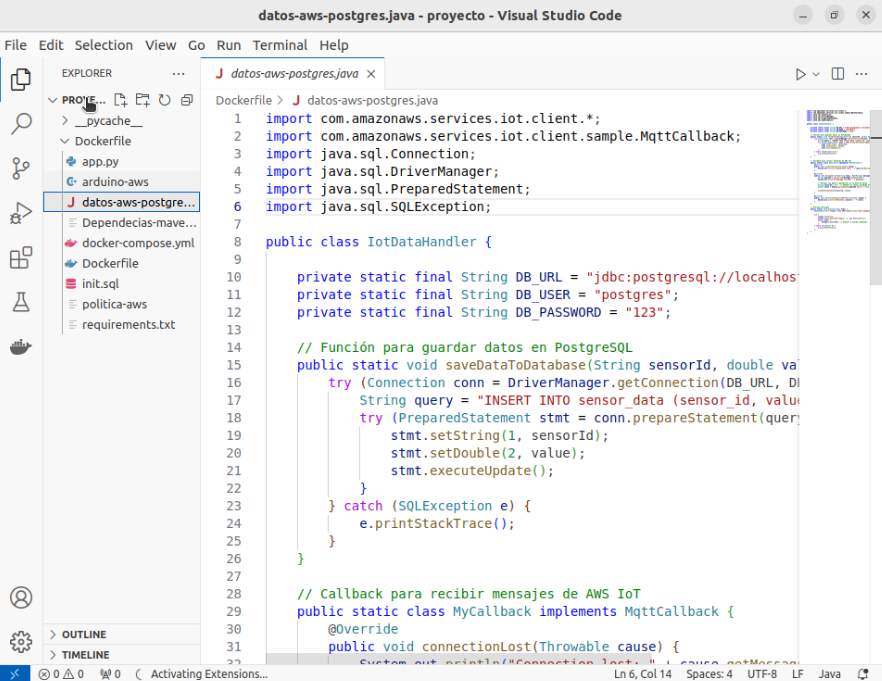 datos-aws-postgres.java - proyecto - Visual Studio Code
File Edit Selection View Go Run Terminal Help
EXPLORER
PROYE...
__pycache__
Dockerfile
app.py
arduino-aws
datos-aws-postgre...
Dependecias-mave...
docker-compose.yml
Dockerfile
init.sql
politica-aws
requirements.txt
OUTLINE
TIMELINE
datos-aws-postgres.java
Dockerfile > datos-aws-postgres.java
1 import com.amazonaws.services.iot.client.*;
2 import com.amazonaws.services.iot.client.sample.MqttCallback;
3 import java.sql.Connection;
4 import java.sql.DriverManager;
5 import java.sql.PreparedStatement;
6 import java.sql.SQLException;
7
8 public class IotDataHandler {
9
10 private static final String DB_URL = "jdbc:postgresql://localhost
11 private static final String DB_USER = "postgres";
12 private static final String DB_PASSWORD = "123";
13
14 // Función para guardar datos en PostgreSQL
15 public static void saveDataToDatabase(String sensorId, double va
16 try (Connection conn = DriverManager.getConnection(DB_URL, D
17 String query = "INSERT INTO sensor_data (sensor_id, valu
18 try (PreparedStatement stmt = conn.prepareStatement(quer
19 stmt.setString(1, sensorId);
20 stmt.setDouble(2, value);
21 stmt.executeUpdate();
22 }
23 } catch (SQLException e) {
24 e.printStackTrace();
25 }
26 }
27
28 // Callback para recibir mensajes de AWS IoT
29 public static class MyCallback implements MqttCallback {
30 @Override
31 public void connectionLost(Throwable cause) {
32 System.out.println("Connection lost: " + cause.getMessag
0 0 0 Activating Extensions... Ln 6, Col 14 Spaces: 4 UTF-8 LF Java